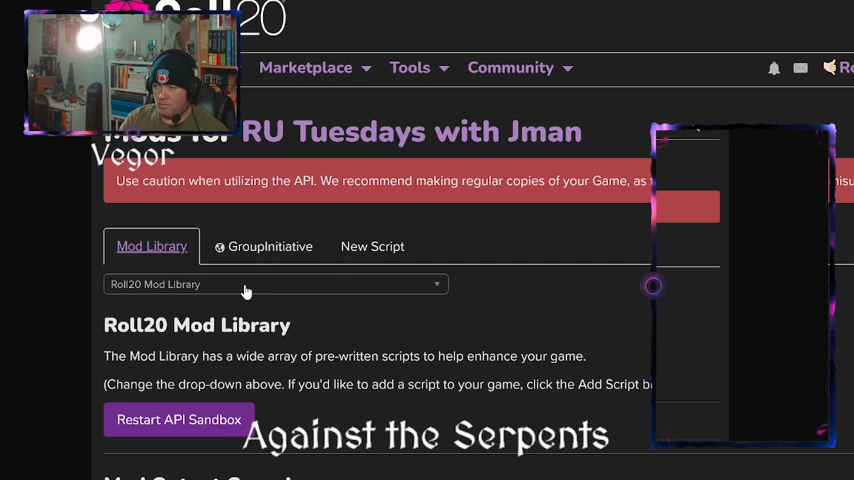 Marketplace Tools Community
Mods for RU Tuesdays with Jman
Vegor
Use caution when utilizing the API. We recommend making regular copies of your Game, as
Mod Library GroupInitiative New Script
Roll20 Mod Library
Roll20 Mod Library
The Mod Library has a wide array of pre-written scripts to help enhance your game.
(Change the drop-down above. If you'd like to add a script to your game, click the Add Script
Restart API Sandbox
Against the Serpents